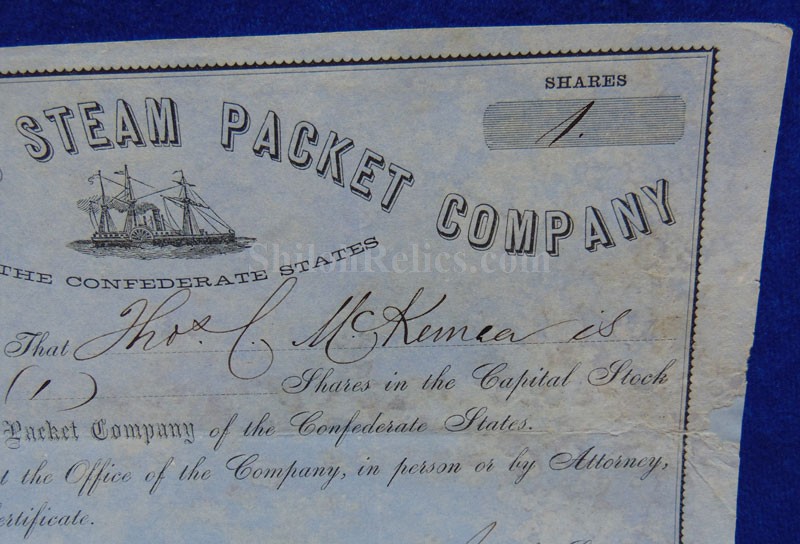 SHARES
1.
STEAM PACKET COMPANY
ShilohRelics.com
THE CONFEDERATE STATES
That Thos. C. McKemaer is
(1) Shares in the Capital Stock
Packet Company of the Confederate States.
the Office of the Company, in person or by Attorney,
ertificate.